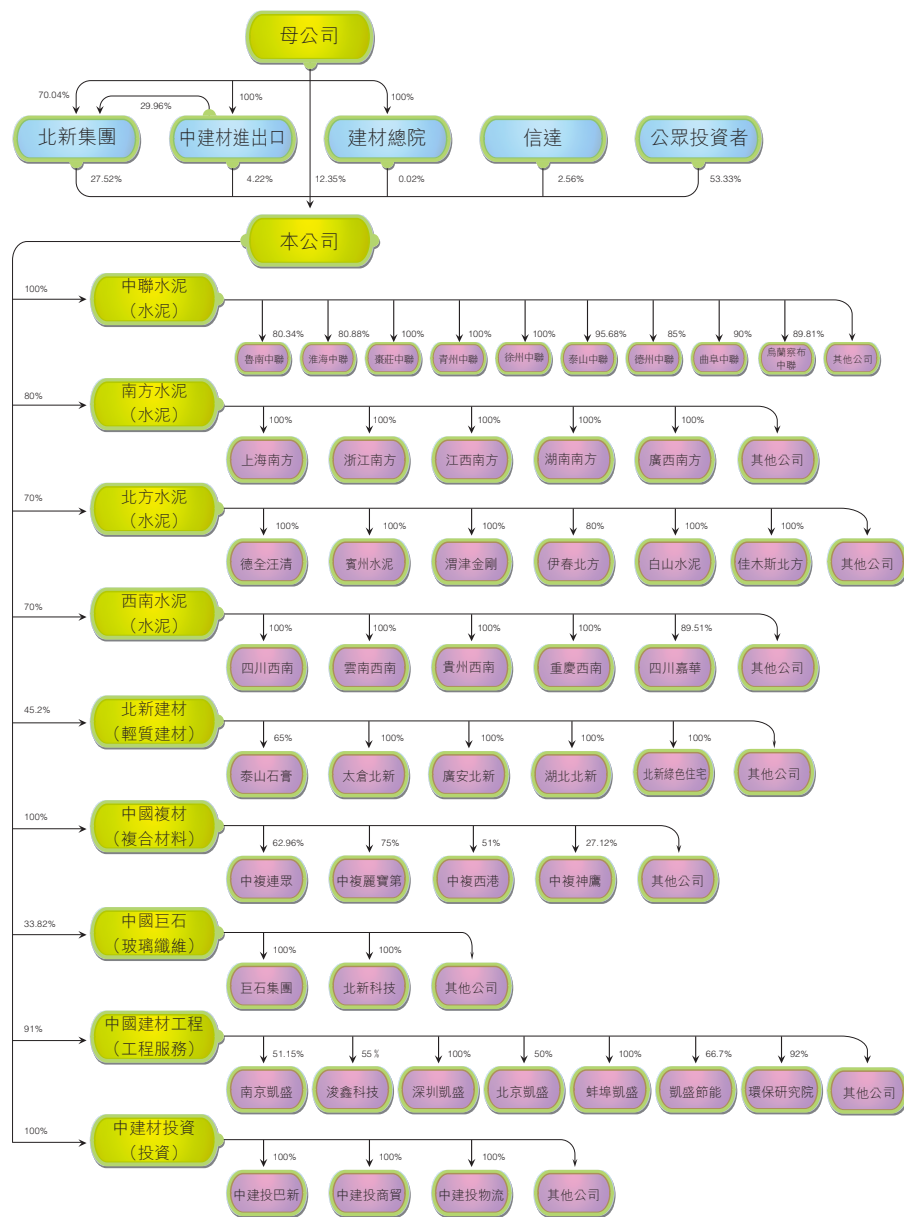 母公司
70.04%
29.96%
100%
100%
北新集團
中建材進出口
建材總院
信達
公眾投資者
27.52%
4.22%
12.35%
0.02%
2.56%
53.33%
本公司
100%
中聯水泥
（水泥）
80.34%
80.88%
100%
100%
100%
95.68%
85%
90%
89.81%
魯南中聯
淮海中聯
棗莊中聯
青州中聯
徐州中聯
泰山中聯
德州中聯
曲阜中聯
烏蘭察布
中聯
其他公司
80%
南方水泥
（水泥）
100%
100%
100%
100%
100%
上海南方
浙江南方
江西南方
湖南南方
廣西南方
其他公司
70%
北方水泥
（水泥）
100%
100%
100%
80%
100%
100%
德全汪清
賓州水泥
渭津金剛
伊春北方
白山水泥
佳木斯北方
其他公司
70%
西南水泥
（水泥）
100%
100%
100%
100%
89.51%
四川西南
雲南西南
貴州西南
重慶西南
四川嘉華
其他公司
45.2%
北新建材
（輕質建材）
65%
100%
100%
100%
100%
泰山石膏
太倉北新
廣安北新
湖北北新
北新綠色住宅
其他公司
100%
中國複材
（複合材料）
62.96%
75%
51%
27.12%
中複連眾
中複麗寶第
中複西港
中複神鷹
其他公司
33.82%
中國巨石
（玻璃纖維）
100%
100%
巨石集團
北新科技
其他公司
91%
中國建材工程
（工程服務）
51.15%
55%
100%
50%
100%
66.7%
92%
南京凱盛
浚鑫科技
深圳凱盛
北京凱盛
蚌埠凱盛
凱盛節能
環保研究院
其他公司
100%
中建材投資
（投資）
100%
100%
100%
中建投巴新
中建投商貿
中建投物流
其他公司